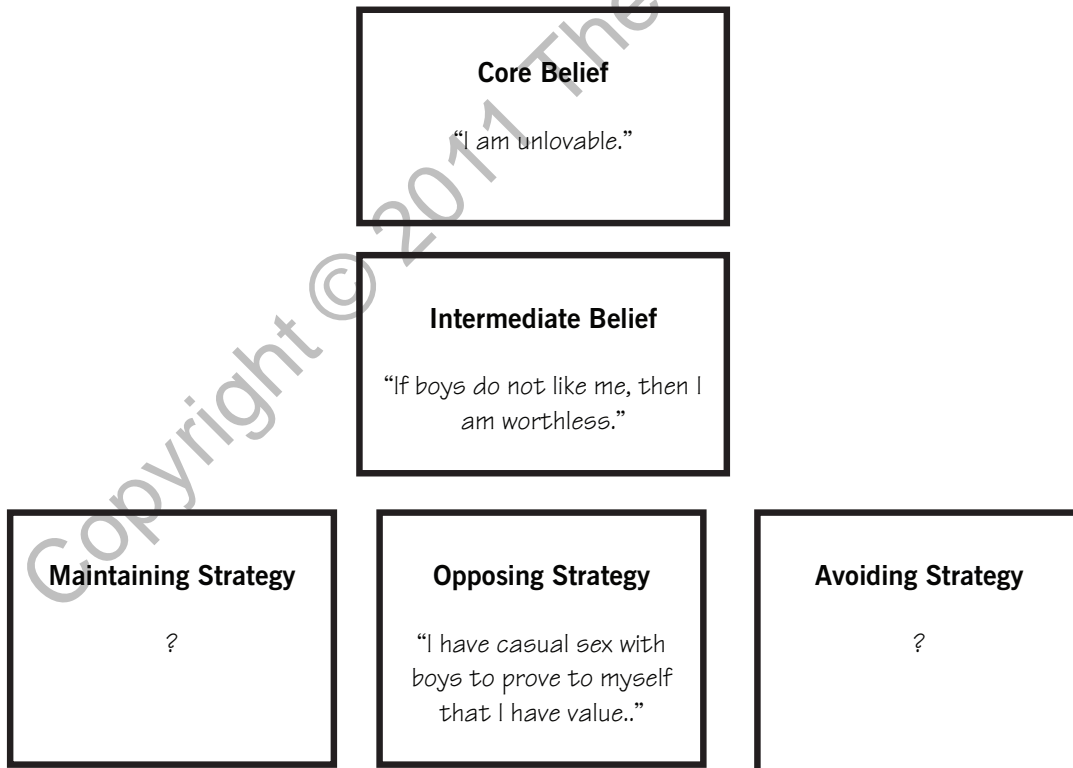 Core Belief
“I am unlovable.”
Intermediate Belief
“If boys do not like me, then I
am worthless.”
Maintaining Strategy
?
Opposing Strategy
“I have casual sex with
boys to prove to myself
that I have value..”
Avoiding Strategy
?
Copyright © 2011 The